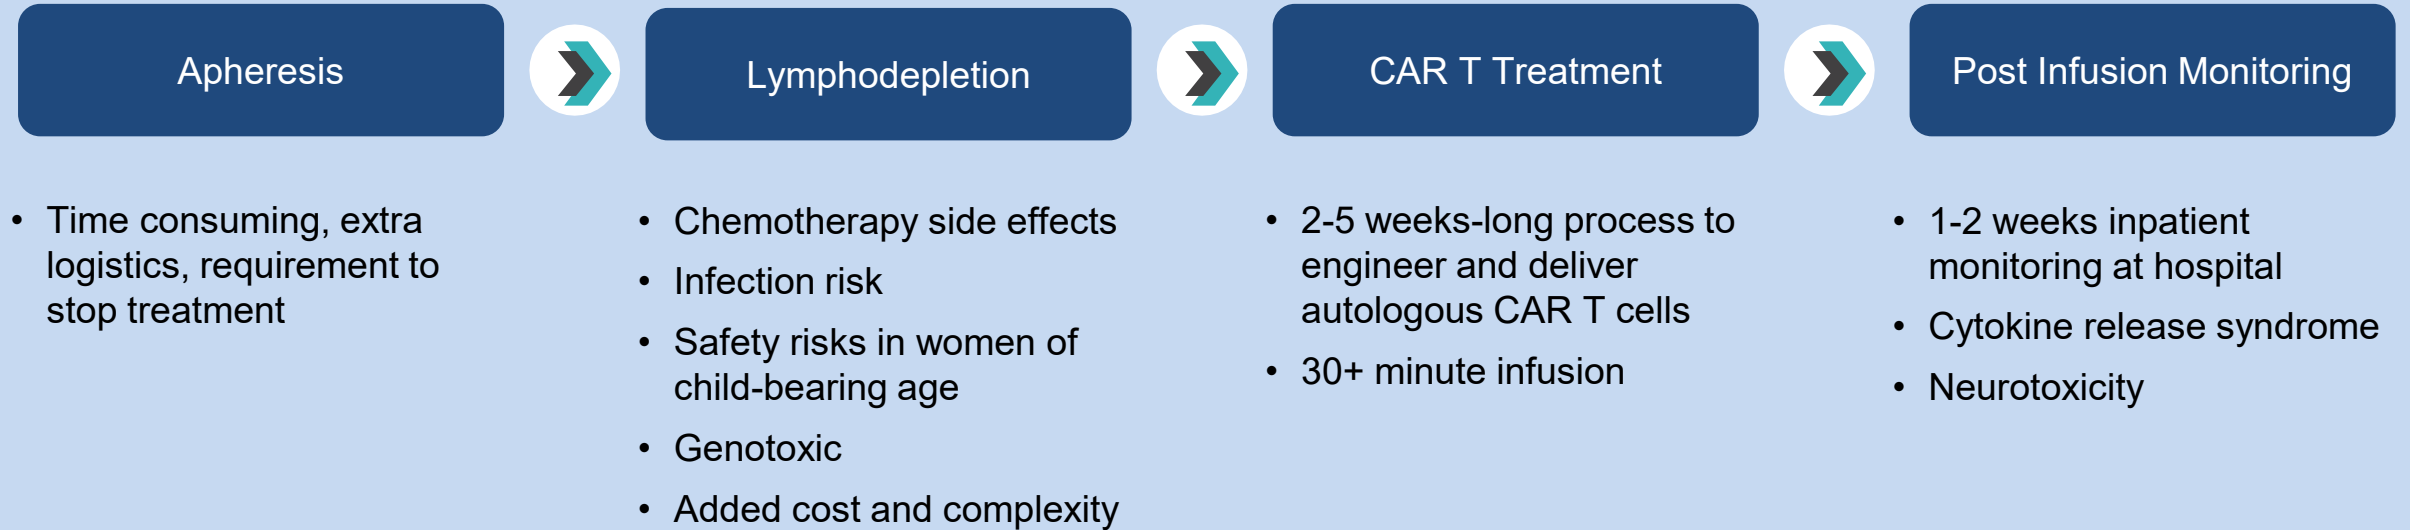 Apheresis
Lymphodepletion
CAR T Treatment
Post Infusion Monitoring
• Time consuming, extra
logistics, requirement to
stop treatment
• Chemotherapy side effects
• Infection risk
• Safety risks in women of
child-bearing age
• Genotoxic
• Added cost and complexity
• 2-5 weeks-long process to
engineer and deliver
autologous CAR T cells
• 30+ minute infusion
• 1-2 weeks inpatient
monitoring at hospital
• Cytokine release syndrome
• Neurotoxicity